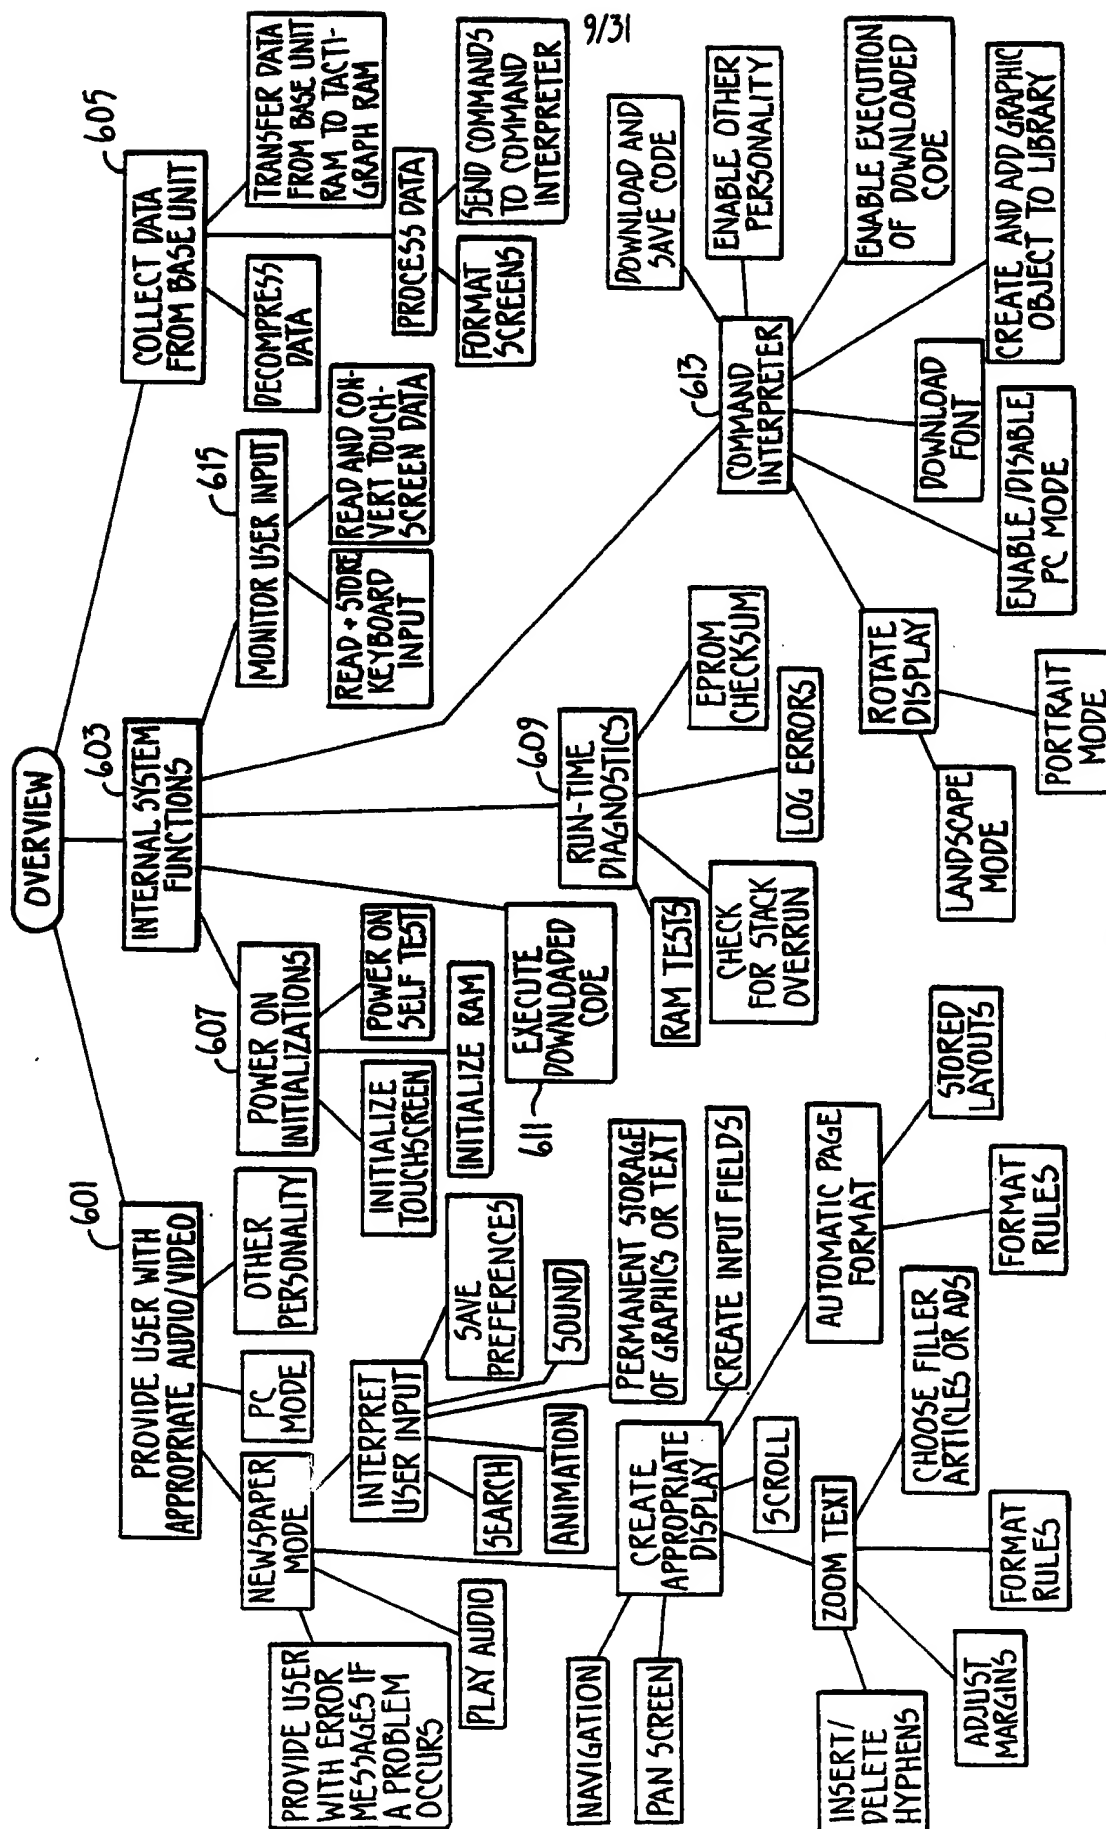 9/31
OVERVIEW
601
PROVIDE USER WITH
APPROPRIATE AUDIO/VIDEO
603
INTERNAL SYSTEM
FUNCTIONS
605
COLLECT DATA
FROM BASE UNIT
NEWSPAPER
MODE
PC
MODE
OTHER
PERSONALITY
607
POWER ON
INITIALIZATIONS
615
MONITOR USER INPUT
DECOMPRESS
DATA
TRANSFER DATA
FROM BASE UNIT
RAM TO TACTI-
GRAPH RAM
PROVIDE USER
WITH ERROR
MESSAGES IF
A PROBLEM
OCCURS
PLAY AUDIO
INTERPRET
USER INPUT
INITIALIZE
TOUCHSCREEN
POWER ON
SELF TEST
INITIALIZE RAM
READ + STORE
KEYBOARD
INPUT
READ AND CON-
VERT TOUCH-
SCREEN DATA
PROCESS DATA
FORMAT
SCREENS
SEND COMMANDS
TO COMMAND
INTERPRETER
SEARCH
ANIMATION
SOUND
SAVE
PREFERENCES
PERMANENT STORAGE
OF GRAPHICS OR TEXT
611
EXECUTE
DOWNLOADED
CODE
609
RUN-TIME
DIAGNOSTICS
RAM TESTS
CHECK
FOR STACK
OVERRUN
LOG ERRORS
EPROM
CHECKSUM
613
COMMAND
INTERPRETER
DOWNLOAD AND
SAVE CODE
ENABLE OTHER
PERSONALITY
ENABLE EXECUTION
OF DOWNLOADED
CODE
CREATE AND ADD GRAPHIC
OBJECT TO LIBRARY
DOWNLOAD
FONT
ENABLE/DISABLE
PC MODE
ROTATE
DISPLAY
LANDSCAPE
MODE
PORTRAIT
MODE
NAVIGATION
PAN SCREEN
CREATE
APPROPRIATE
DISPLAY
CREATE INPUT FIELDS
SCROLL
ZOOM TEXT
AUTOMATIC PAGE
FORMAT
INSERT/
DELETE
HYPHENS
ADJUST
MARGINS
FORMAT
RULES
CHOOSE FILLER
ARTICLES OR ADS
FORMAT
RULES
STORED
LAYOUTS